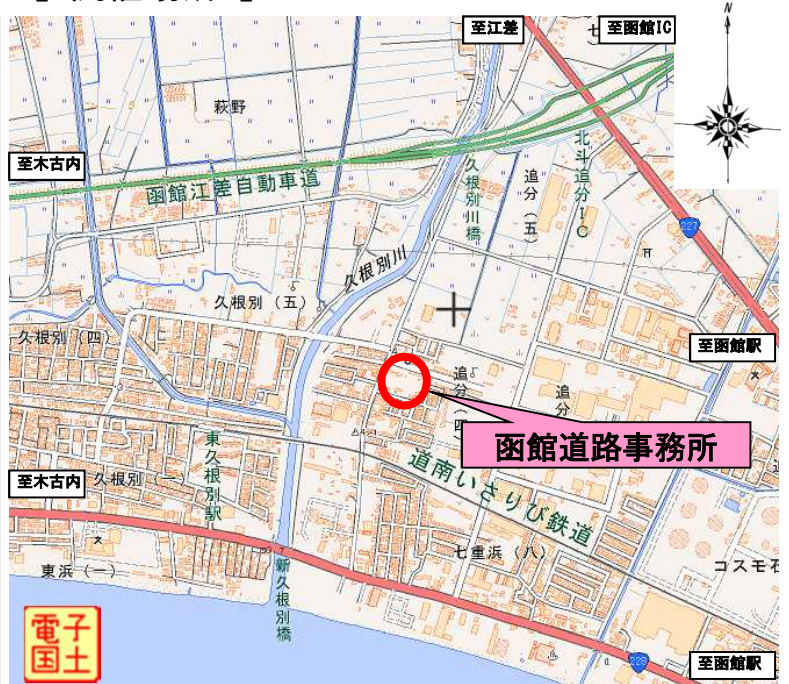 至江差
至函館IC
N
七
萩野
至木古内
函館江差自動車道
久根別川橋
追分(五)
北斗追分IC
227
久根別川
久根別(五)
久根別(四)
至函館駅
追分(四)
追分
函館道路事務所
道南いさりび鉄道
東久根別駅
至木古内
久根別(一)
七重浜(八)
コスモ石
東浜(一)
新久根別橋
228
至函館駅
電子
国土